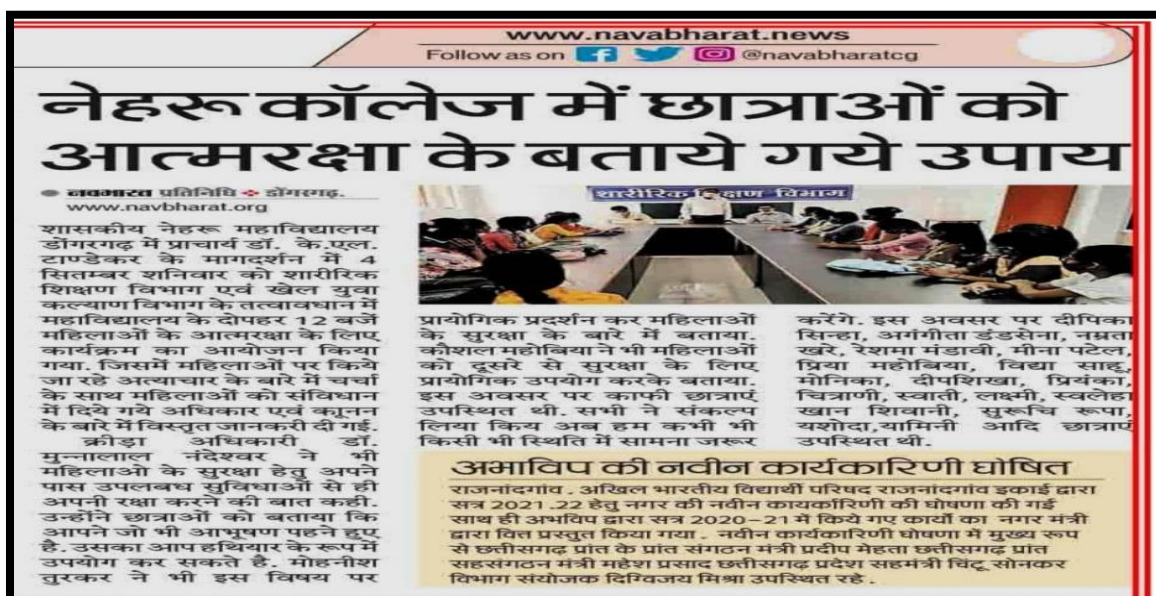 www.navabharat.news
Follow as on @navabharatcg
नेहरू कॉलेज में छात्राओं को
आत्मरक्षा के बताये गये उपाय
नवभारत प्रतिनिधि डोंगरगढ़.
www.navbharat.org
शासकीय नेहरू महाविद्यालय
डोंगरगढ़ में प्राचार्य डॉ. के.एल.
टाण्डेकर के मागदर्शन में 4
सितम्बर शनिवार को शारीरिक
शिक्षण विभाग एवं खेल युवा
कल्याण विभाग के तत्वावधान में
महाविद्यालय के दोपहर 12 बजें
महिलाओं के आत्मरक्षा के लिए
कार्यक्रम का आयोजन किया
गया. जिसमें महिलाओं पर किये
जा रहे अत्याचार के बारे में चर्चा
के साथ महिलाओं को संविधान
में दिये गये अधिकार एवं कानून
के बारे में विस्तृत जानकरी दी गई.
क्रीड़ा अधिकारी डॉ.
मुन्नालाल नंदेश्वर ने भी
महिलाओ के सुरक्षा हेतु अपने
पास उपलबध सुविधाओं से ही
अपनी रक्षा करने की बात कही.
उन्होंने छात्राओं को बताया कि
आपने जो भी आभूषण पहने हुए
है. उसका आप हथियार के रूप में
उपयोग कर सकते है. मोहनीश
तुरकर ने भी इस विषय पर
शारीरिक शिक्षण विभाग
प्रायोगिक प्रदर्शन कर महिलाओं
के सुरक्षा के बारे में बताया.
कौशल महोबिया ने भी महिलाओं
को दूसरे से सुरक्षा के लिए
प्रायोगिक उपयोग करके बताया.
इस अवसर पर काफी छात्राएं
उपस्थित थी. सभी ने संकल्प
लिया किय अब हम कभी भी
किसी भी स्थिति में सामना जरूर
करेंगे. इस अवसर पर दीपिका
सिन्हा, अगंगीता डंडसेना, नम्रता
खरे, रेशमा मंडावी, मीना पटेल,
प्रिया महोबिया, विद्या साहू,
मोनिका, दीपशिखा, प्रियंका,
चित्राणी, स्वाती, लक्ष्मी, स्वलेहा
खान शिवानी, सुरूचि रूपा,
यशोदा,यामिनी आदि छात्राएं
उपस्थित थी.
अभाविप की नवीन कार्यकारिणी घोषित
राजनांदगांव . अखिल भारतीय विद्यार्थी परिषद राजनांदगांव इकाई द्वारा
सत्र 2021 .22 हेतु नगर की नवीन कार्यकारिणी की घोषणा की गई
साथ ही अभविप द्वारा सत्र 2020-21 में किये गए कार्यों का नगर मंत्री
द्वारा वित्त प्रस्तुत किया गया . नवीन कार्यकारिणी घोषणा में मुख्य रूप
से छत्तीसगढ़ प्रांत के प्रांत संगठन मंत्री प्रदीप मेहता छत्तीसगढ़ प्रांत
सहसंगठन मंत्री महेश प्रसाद छत्तीसगढ़ प्रदेश सहमंत्री चिंटू सोनकर
विभाग संयोजक दिग्विजय मिश्रा उपस्थित रहे .